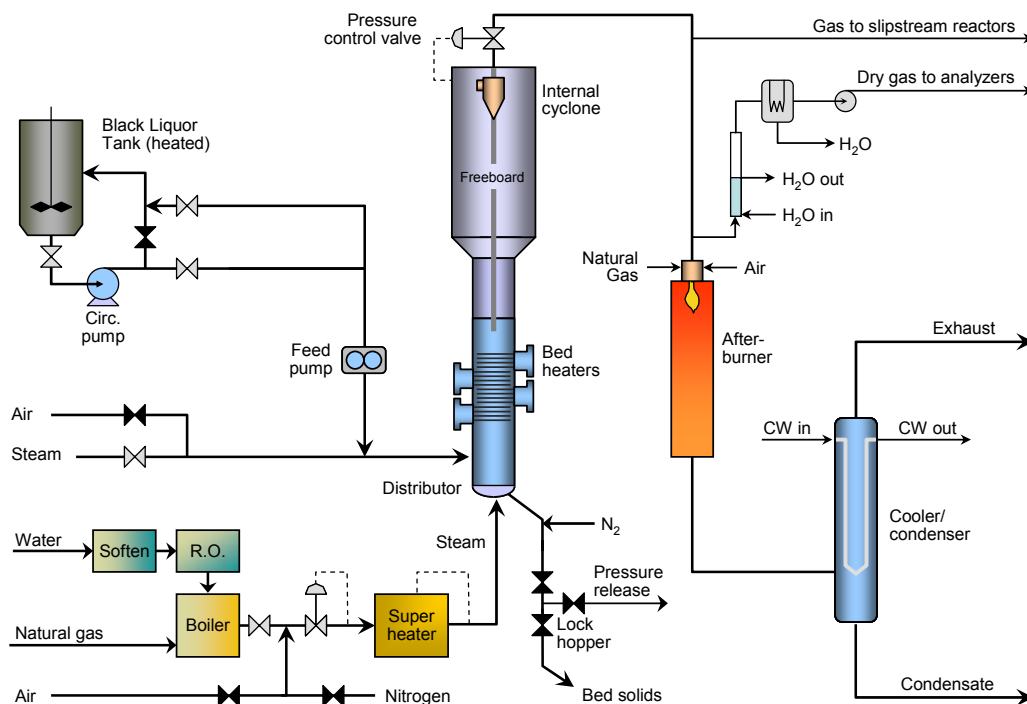 Pressure
control valve
Gas to slipstream reactors
Dry gas to analyzers
Internal
cyclone
Black Liquor
Tank (heated)
H2O
Freeboard
H2O out
H2O in
Natural
Gas
Air
Circ.
pump
Feed
pump
Bed
heaters
After-
burner
Exhaust
Air
Steam
CW in
CW out
Distributor
Cooler/
condenser
N2
Water
Soften
R.O.
Steam
Pressure
release
Boiler
Super
heater
Lock
hopper
Natural gas
Air
Nitrogen
Bed solids
Condensate